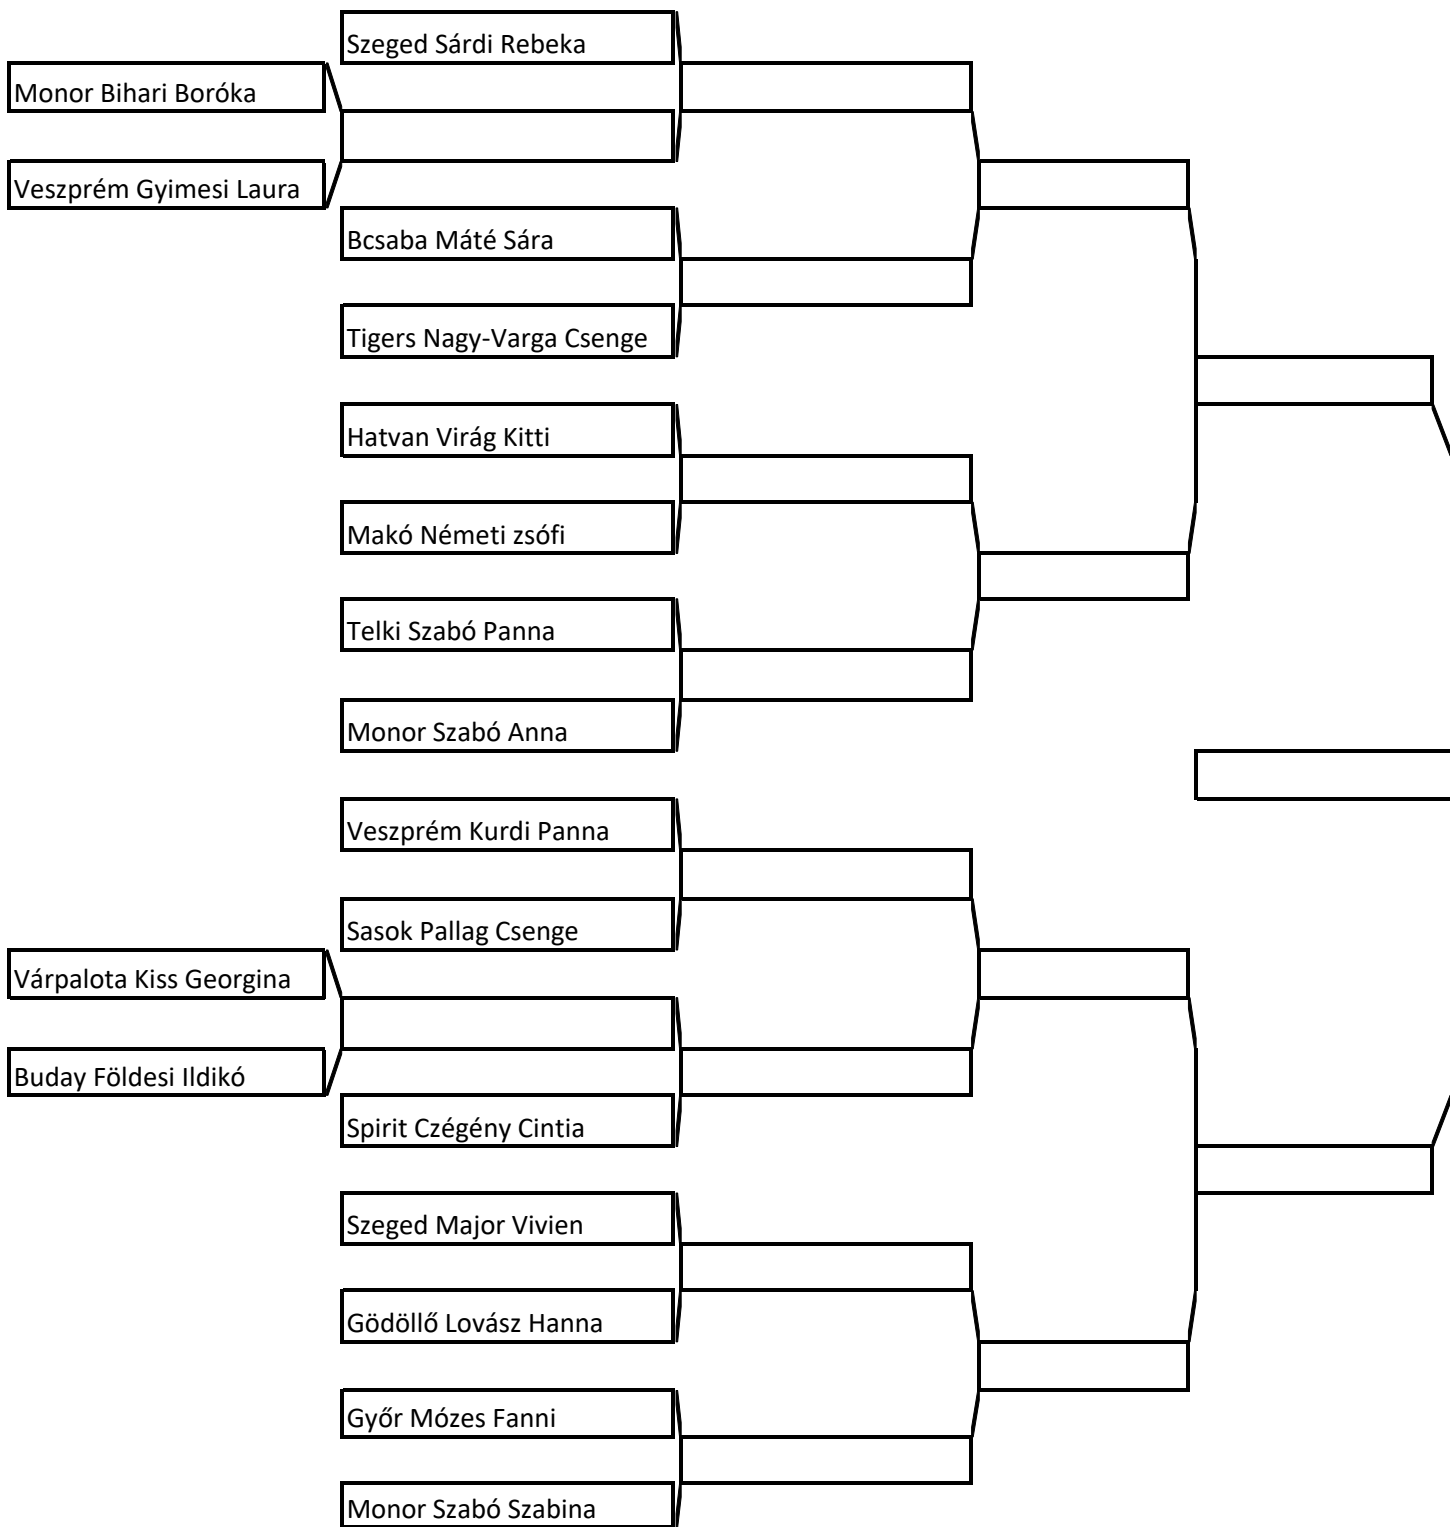 Szeged Sárdi Rebeka
Monor Bihari Boróka
Veszprém Gyimesi Laura
Bcsaba Máté Sára
Tigers Nagy-Varga Csenge
Hatvan Virág Kitti
Makó Németi zsófi
Telki Szabó Panna
Monor Szabó Anna
Veszprém Kurdi Panna
Sasok Pallag Csenge
Várpalota Kiss Georgina
Buday Földesi Ildikó
Spirit Czégény Cintia
Szeged Major Vivien
Gödöllő Lovász Hanna
Győr Mózes Fanni
Monor Szabó Szabina